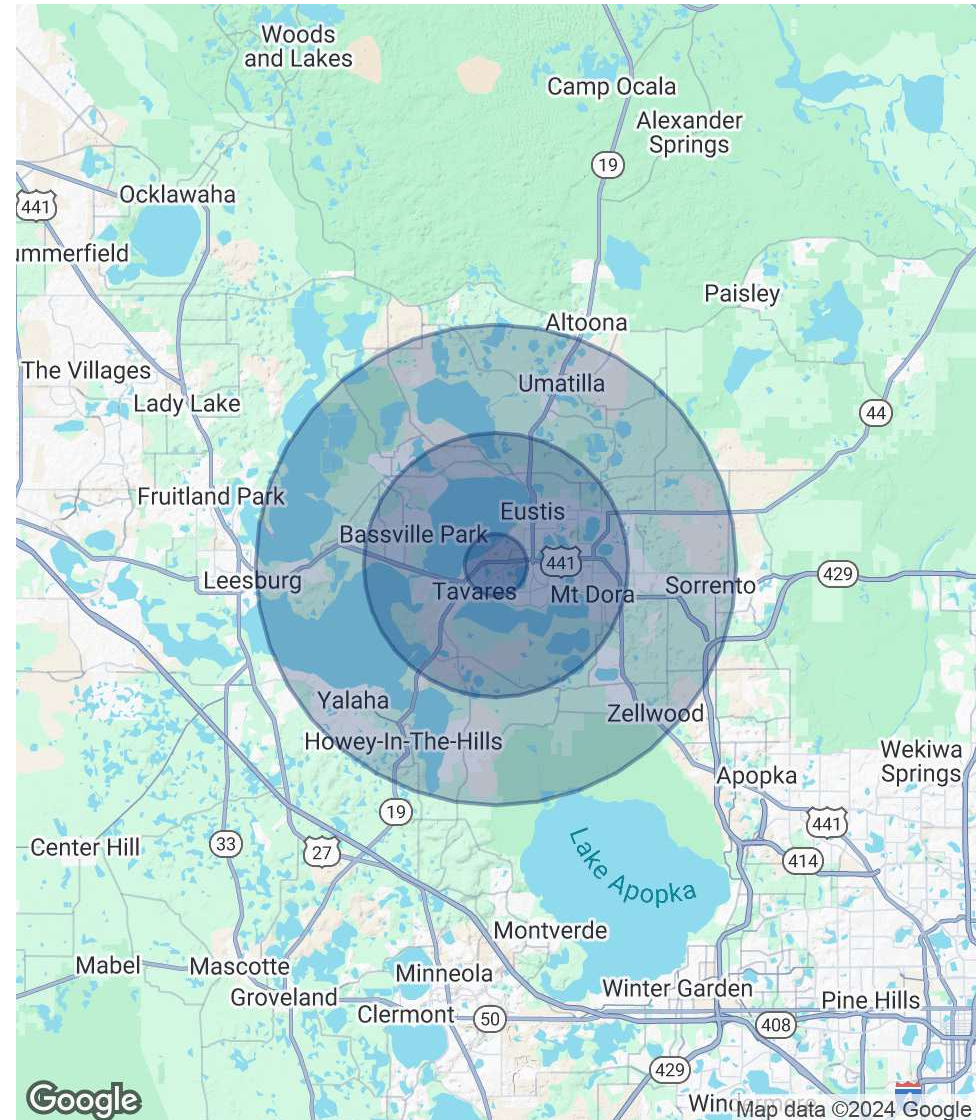 Woods
and Lakes
Camp Ocala
Alexander
Springs
19
Ocklawaha
441
ummerfield
Paisley
Altoona
The Villages
Umatilla
Lady Lake
44
Fruitland Park
Eustis
Bassville Park
441
Leesburg
Tavares
Mt Dora
Sorrento
429
Yalaha
Zellwood
Howey-In-The-Hills
Wekiwa
Springs
Apopka
19
441
Center Hill
33
27
414
Lake Apopka
Montverde
Mabel
Mascotte
Minneola
Groveland
Winter Garden
Pine Hills
Clermont
50
408
429
Google
Windermere
Map data ©2024 Google